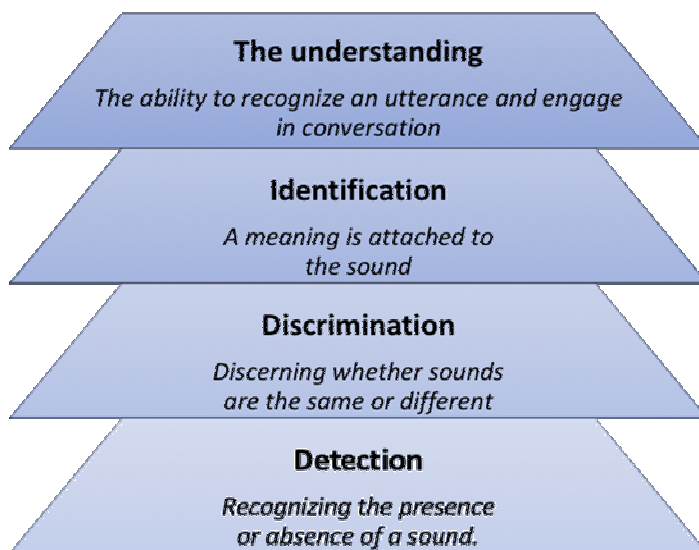 The understanding
The ability to recognize an utterance and engage
in conversation
Identification
A meaning is attached to
the sound
Discrimination
Discerning whether sounds
are the same or different
Detection
Recognizing the presence
or absence of a sound.